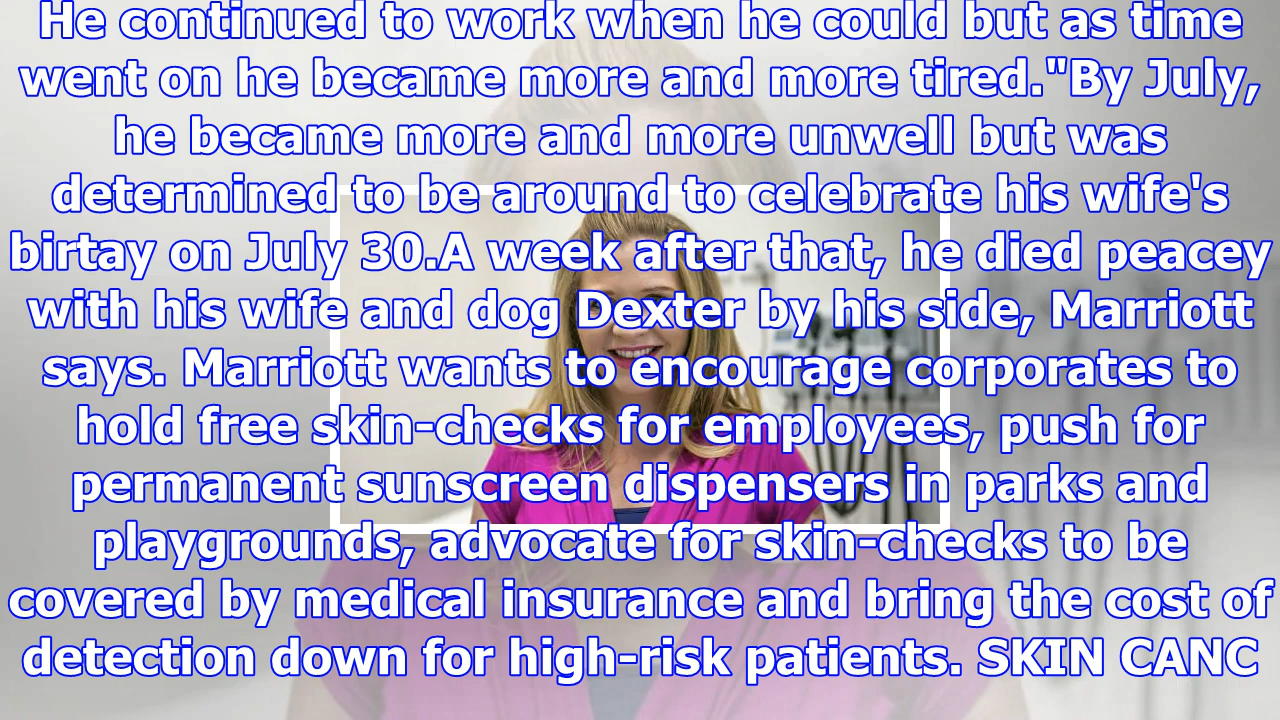 He continued to work when he could but as time
went on he became more and more tired."By July,
he became more and more unwell but was
determined to be around to celebrate his wife's
birtay on July 30.A week after that, he died peacey
with his wife and dog Dexter by his side, Marriott
says. Marriott wants to encourage corporates to
hold free skin-checks for employees, push for
permanent sunscreen dispensers in parks and
playgrounds, advocate for skin-checks to be
covered by medical insurance and bring the cost of
detection down for high-risk patients. SKIN CANC